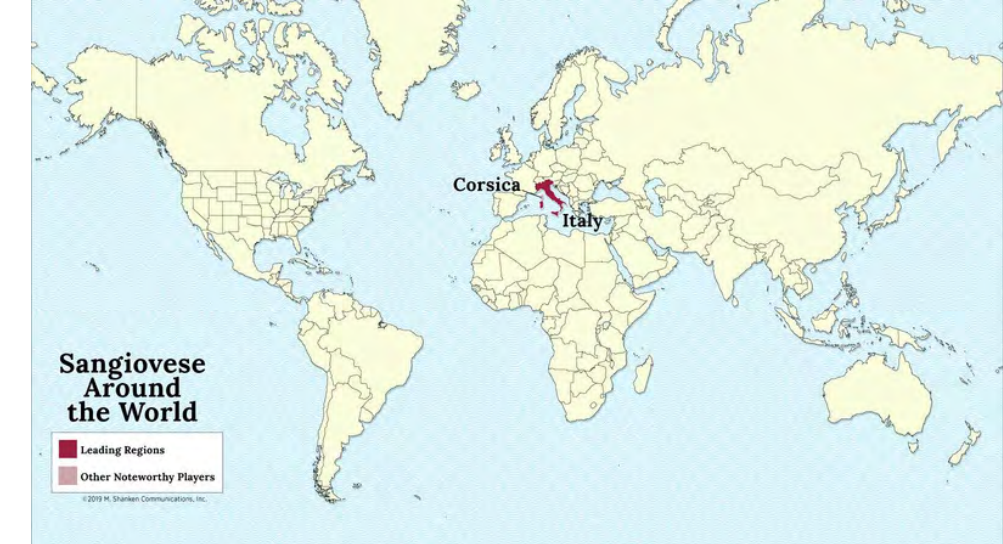 Corsica
Italy
Sangiovese
Around
the World
Leading Regions
Other Noteworthy Players
©2019 M. Shanken Communications, Inc.